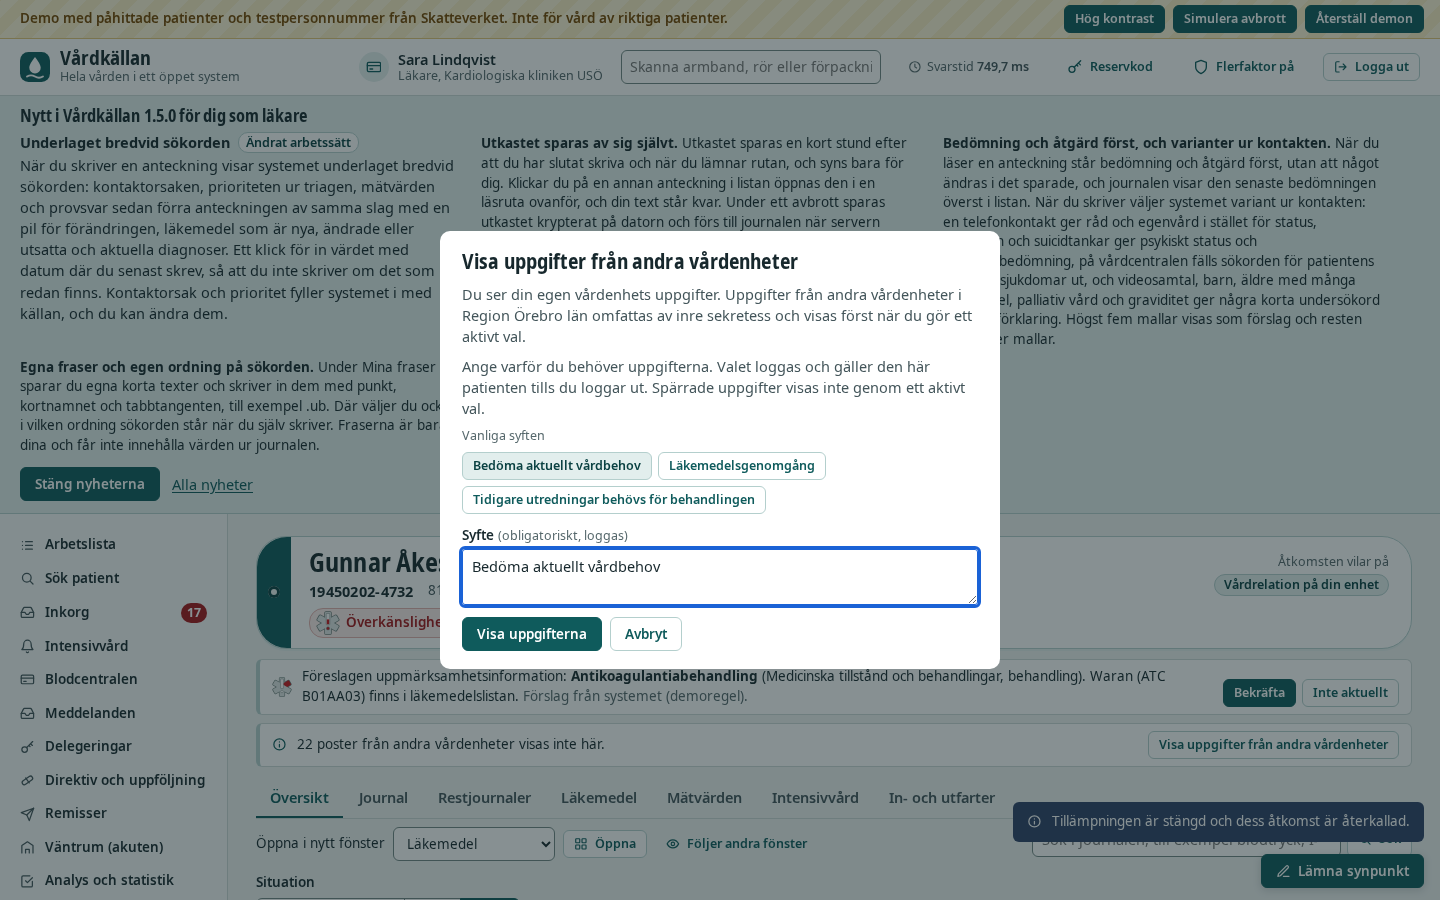 Demo med påhittade patienter och testpersonnummer från Skatteverket. Inte för vård av riktiga patienter.
Hög kontrast
Simulera avbrott
Återställ demon
Vårdkällan
Hela vården i ett öppet system
Sara Lindqvist
Läkare, Kardiologiska kliniken USÖ
Skanna armband, rör eller förpackni
Svarstid 749,7 ms
Reservkod
Flerfaktor på
Logga ut
Nytt i Vårdkällan 1.5.0 för dig som läkare
Underlaget bredvid sökorden Ändrat arbetssätt
När du skriver en anteckning visar systemet underlaget bredvid
sökorden: kontaktorsaken, prioriteten ur triagen, mätvärden
och provsvar sedan förra anteckningen av samma slag med en
pil för förändringen, läkemedel som är nya, ändrade eller
utsatta och aktuella diagnoser. Ett klick för in värdet med
datum där du senast skrev, så att du inte skriver om det som
redan finns. Kontaktorsak och prioritet fyller systemet i med
källan, och du kan ändra dem.
Utkastet sparas av sig självt. Utkastet sparas en kort stund efter
att du har slutat skriva och när du lämnar rutan, och syns bara för
dig. Klickar du på en annan anteckning i listan öppnas den i en
läsruta ovanför, och din text står kvar. Under ett avbrott sparas
utkastet krypterat på datorn och förs till journalen när servern
Bedömning och åtgärd först, och varianter ur kontakten. När du
läser en anteckning står bedömning och åtgärd först, utan att något
ändras i det sparade, och journalen visar den senaste bedömningen
överst i listan. När du skriver väljer systemet variant ur kontakten:
en telefonkontakt ger råd och egenvård i stället för status,
n och suicidtankar ger psykiskt status och
bedömning, på vårdcentralen fälls sökorden för patientens
sjukdomar ut, och videosamtal, barn, äldre med många
el, palliativ vård och graviditet ger några korta undersökord
förklaring. Högst fem mallar visas som förslag och resten
er mallar.
Egna fraser och egen ordning på sökorden. Under Mina fraser
sparar du egna korta texter och skriver in dem med punkt,
kortnamnet och tabbtangenten, till exempel .ub. Där väljer du ock
i vilken ordning sökorden står när du själv skriver. Fraserna är bar
dina och får inte innehålla värden ur journalen.
Stäng nyheterna
Alla nyheter
Visa uppgifter från andra vårdenheter
Du ser din egen vårdenhets uppgifter. Uppgifter från andra vårdenheter i
Region Örebro län omfattas av inre sekretess och visas först när du gör ett
aktivt val.
Ange varför du behöver uppgifterna. Valet loggas och gäller den här
patienten tills du loggar ut. Spärrade uppgifter visas inte genom ett aktivt
val.
Vanliga syften
Bedöma aktuellt vårdbehov
Läkemedelsgenomgång
Tidigare utredningar behövs för behandlingen
Syfte (obligatoriskt, loggas)
Bedöma aktuellt vårdbehov
Visa uppgifterna
Avbryt
Arbetslista
Sök patient
Inkorg 17
Intensivvård
Blodcentralen
Meddelanden
Delegeringar
Direktiv och uppföljning
Remisser
Väntrum (akuten)
Analys och statistik
Gunnar Åkes
19450202-4732 81
Överkänslighe
Åtkomsten vilar på
Vårdrelation på din enhet
Föreslagen uppmärksamhetsinformation: Antikoagulantiabehandling (Medicinska tillstånd och behandlingar, behandling). Waran (ATC
B01AA03) finns i läkemedelslistan. Förslag från systemet (demoregel).
Bekräfta
Inte aktuellt
22 poster från andra vårdenheter visas inte här.
Visa uppgifter från andra vårdenheter
Översikt
Journal
Restjournaler
Läkemedel
Mätvärden
Intensivvård
In- och utfarter
Öppna i nytt fönster
Läkemedel
Öppna
Följer andra fönster
Tillämpningen är stängd och dess åtkomst är återkallad.
Situation
Lämna synpunkt